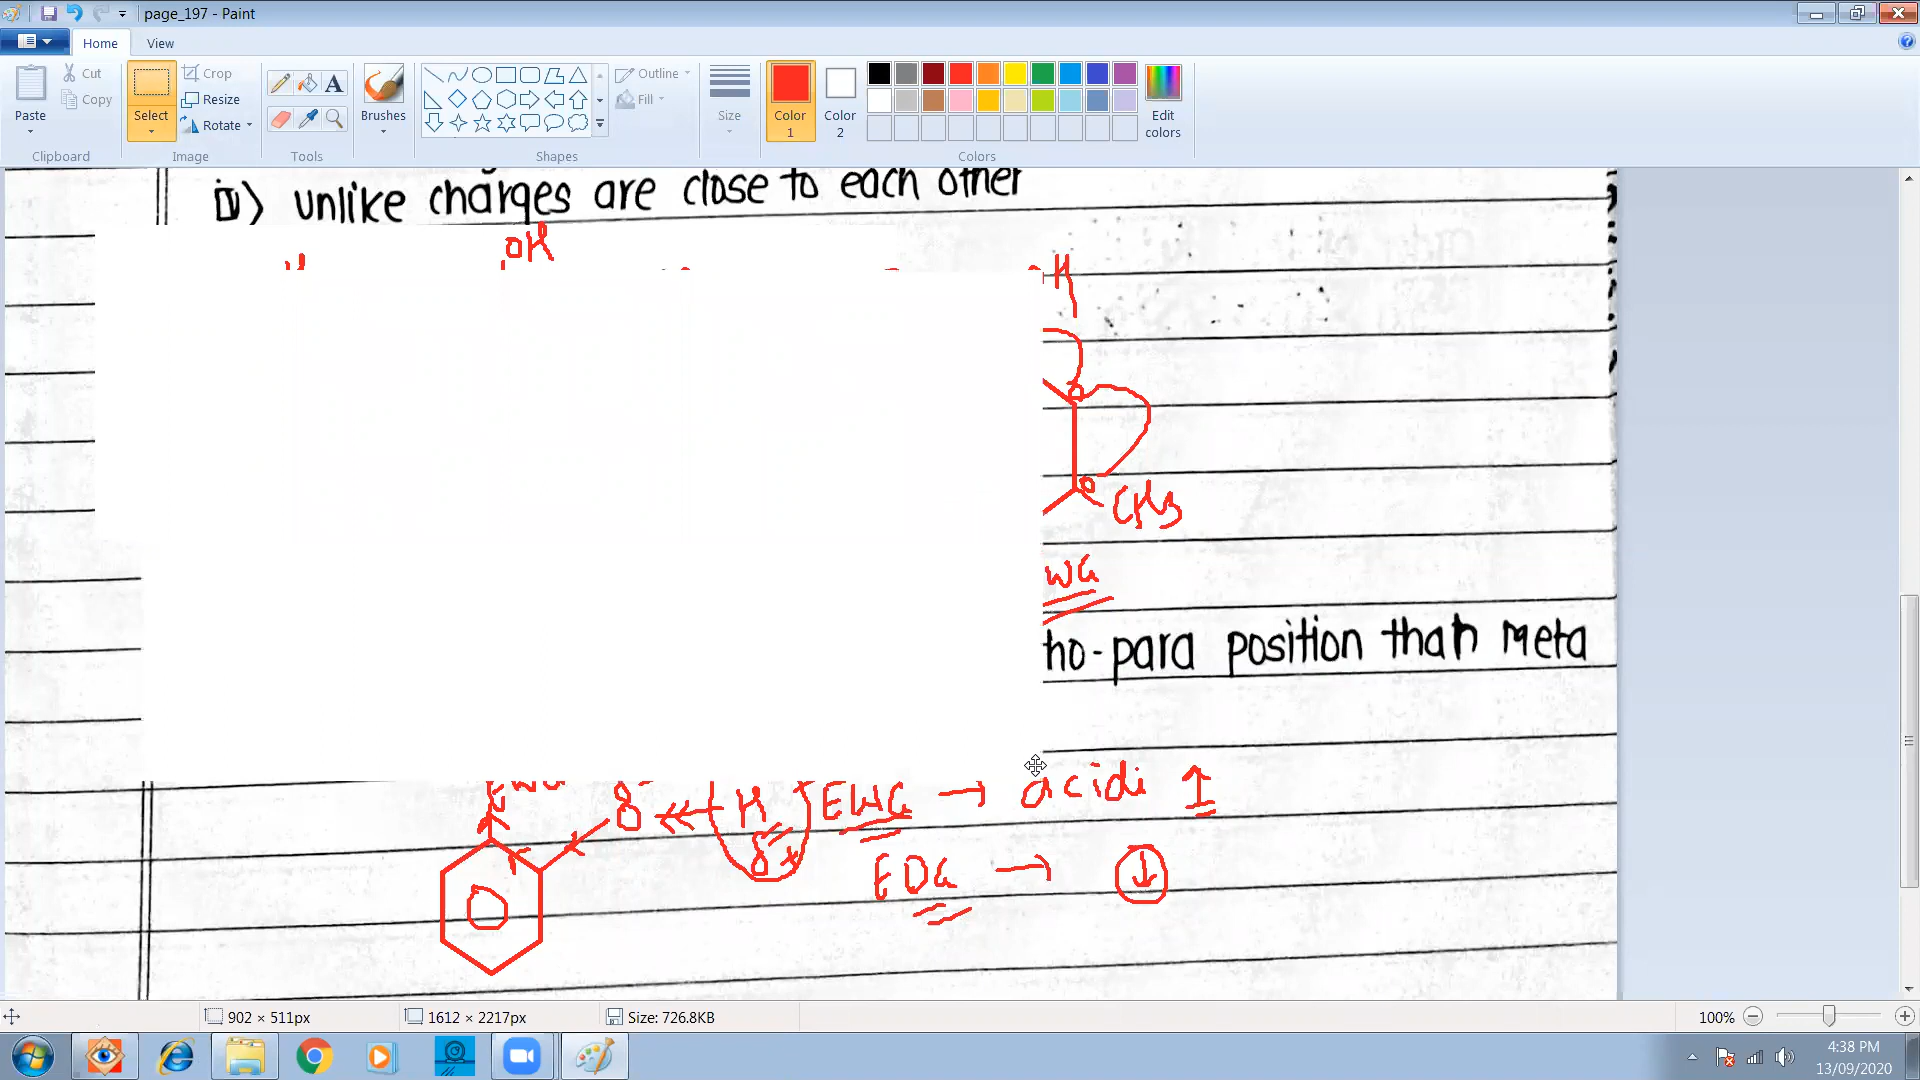 page_197 - Paint
Home View
Cut
Copy
Paste
Clipboard
Select
Crop
Resize
Rotate
Image
Tools
Brushes
Shapes
Outline
Fill
Size
Color 1
Color 2
Edit colors
Colors
iv) unlike charges are close to each other
OH
H
CH3
WG
ho-para position than meta
H EWG → acidi ↑
δ+
EDG → ↓
902 × 511px
1612 × 2217px
Size: 726.8KB
100%
4:38 PM
13/09/2020